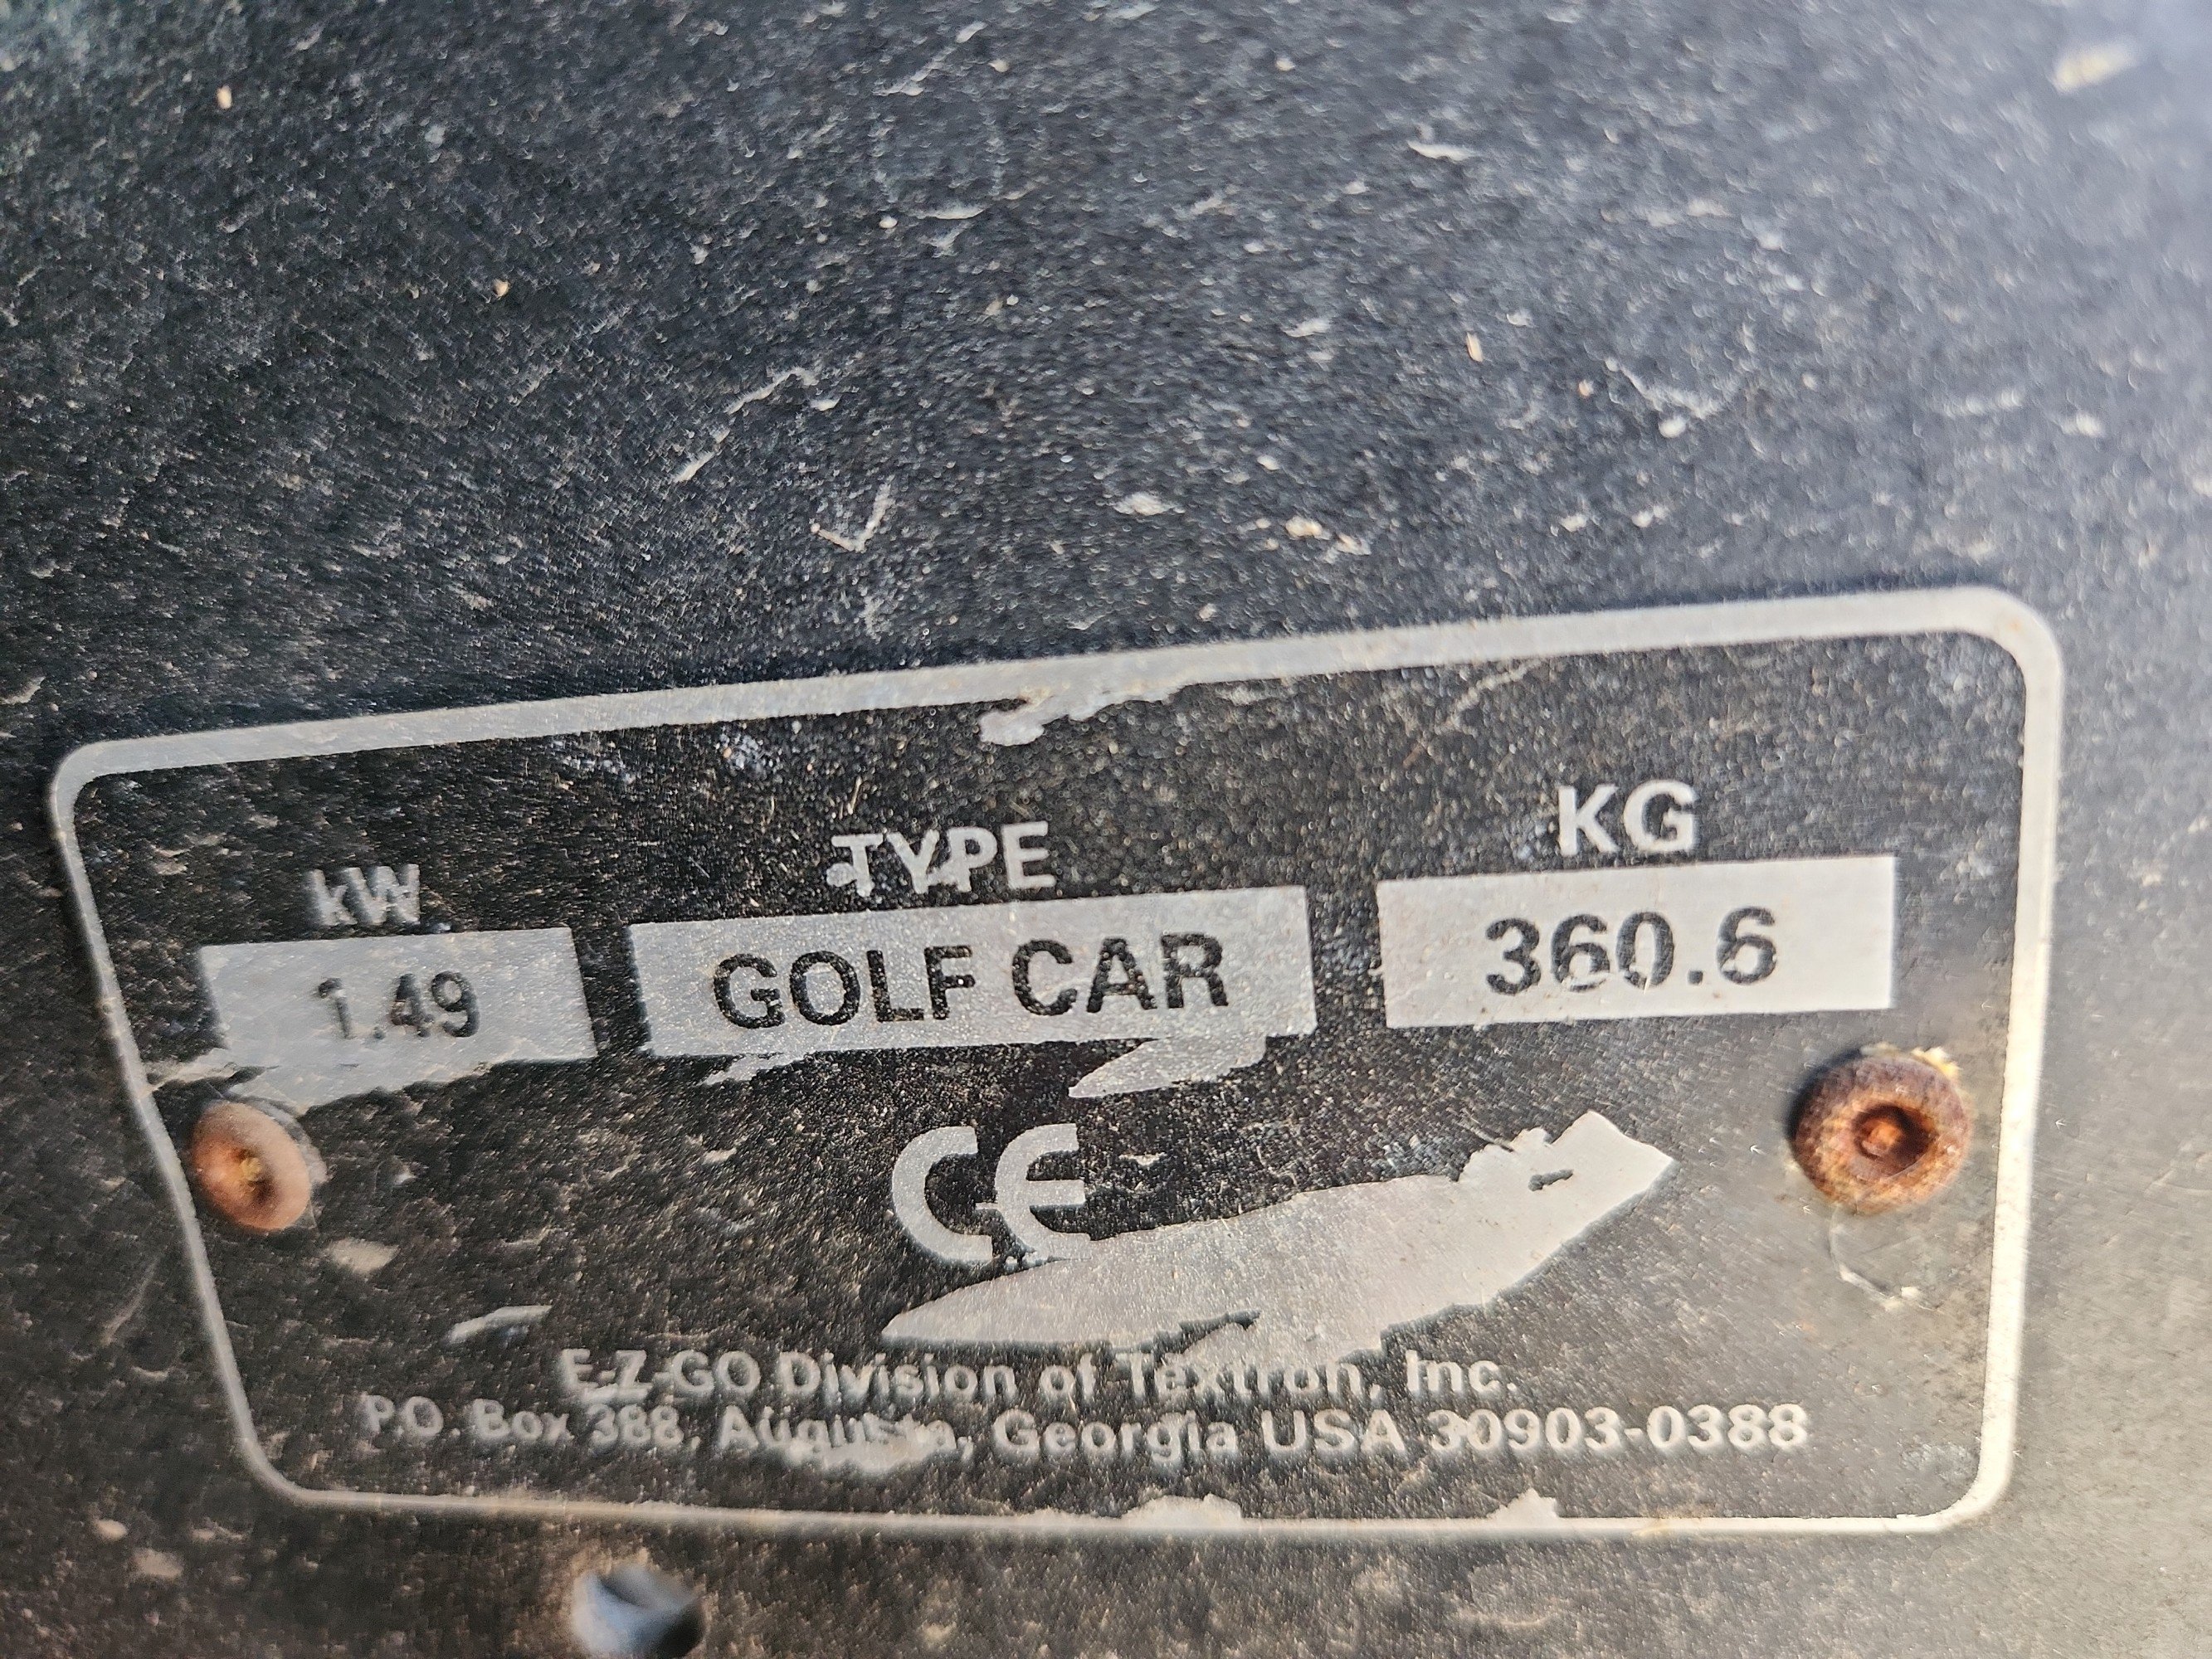 kW TYPE KG
1.49 GOLF CAR 360.6
CE
E-Z-GO Division of Textron, Inc.
P.O. Box 388, Augusta, Georgia USA 30903-0388